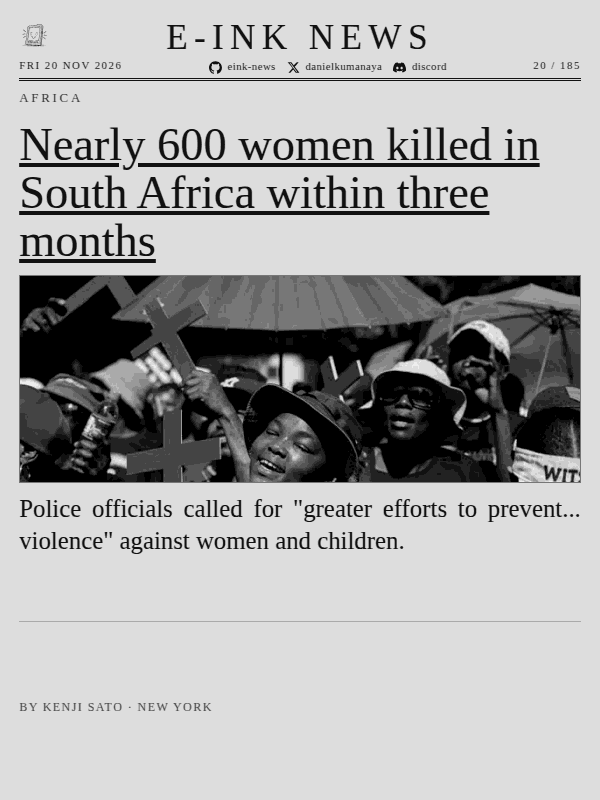 E-INK NEWS
FRI 20 NOV 2026
eink-news danielkumanaya discord
20 / 185
AFRICA
Nearly 600 women killed in
South Africa within three
months
WIT
Police officials called for "greater efforts to prevent...
violence" against women and children.
BY KENJI SATO · NEW YORK